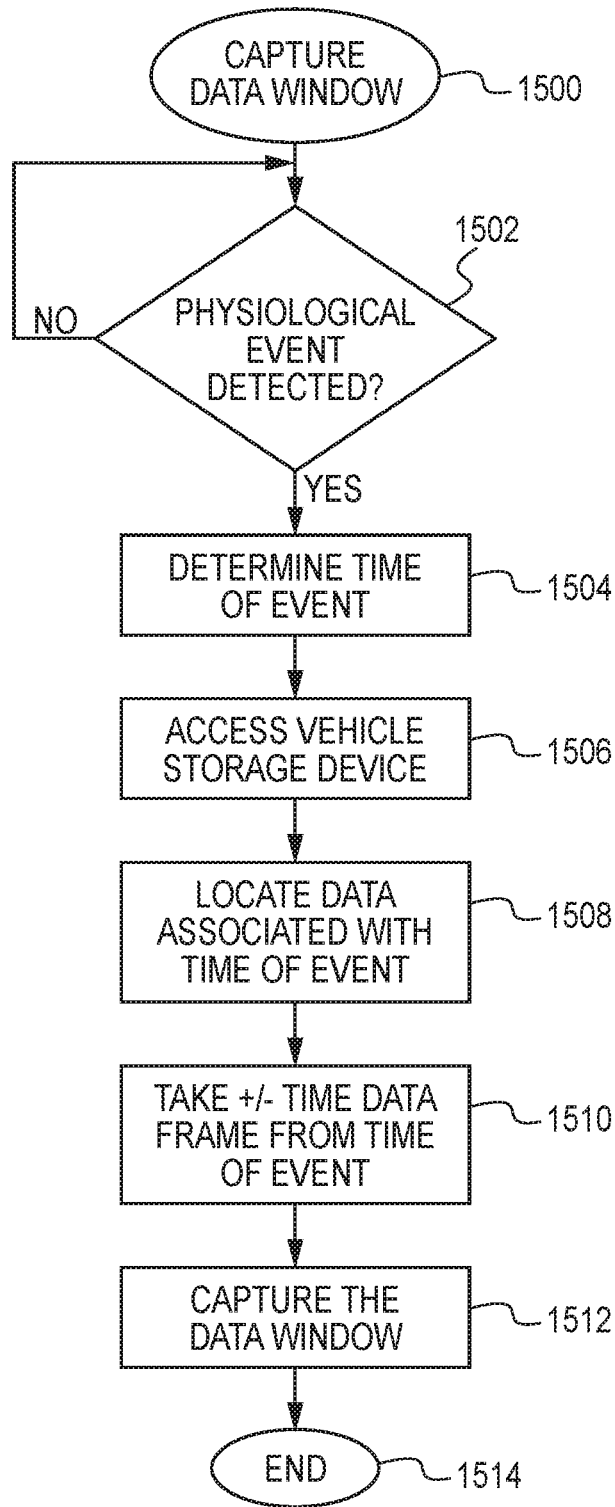 CAPTURE
DATA WINDOW
1500
1502
PHYSIOLOGICAL
EVENT
DETECTED?
NO
YES
DETERMINE TIME
OF EVENT
1504
ACCESS VEHICLE
STORAGE DEVICE
1506
LOCATE DATA
ASSOCIATED WITH
TIME OF EVENT
1508
TAKE +/- TIME DATA
FRAME FROM TIME
OF EVENT
1510
CAPTURE THE
DATA WINDOW
1512
END
1514